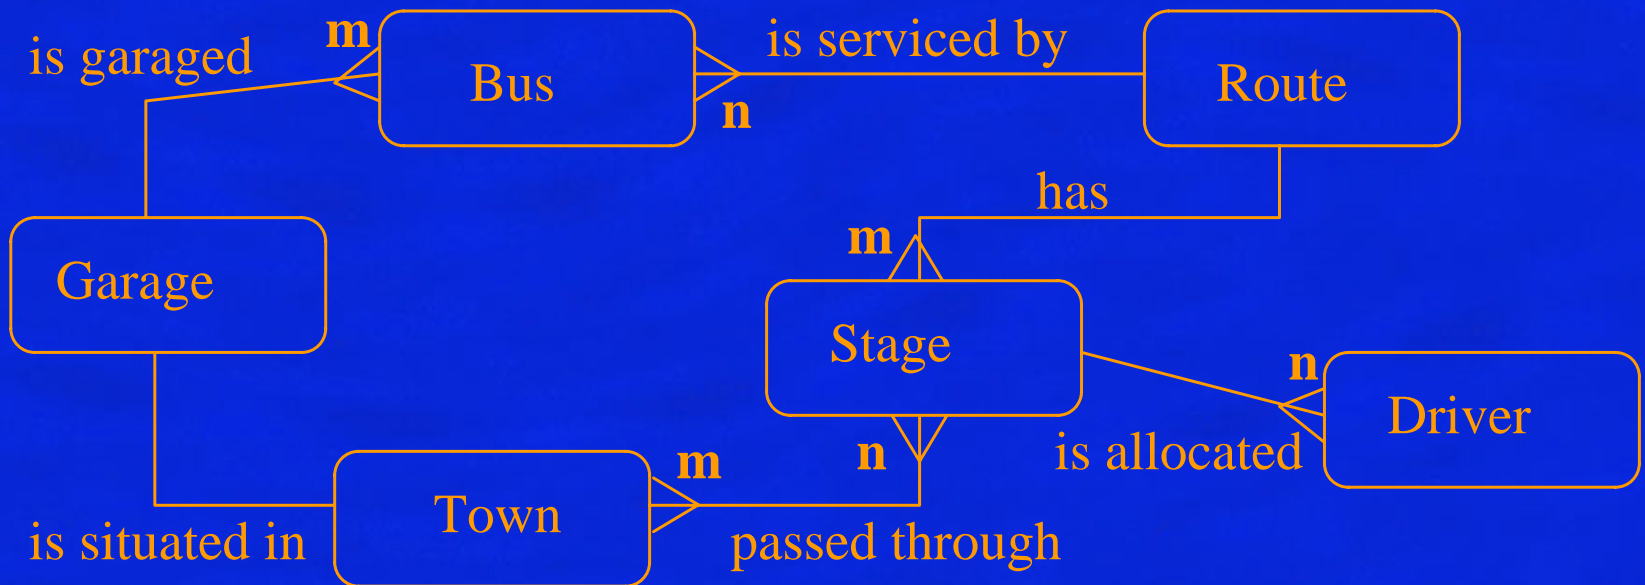 is garaged
m
Bus
n
is serviced by
Route
has
m
Garage
Stage
n
Driver
is allocated
n
m
Town
is situated in
passed through